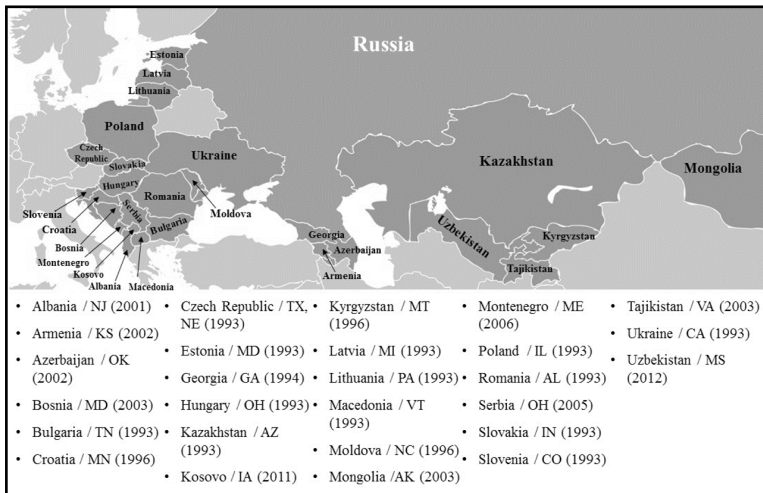 Russia
Estonia
Latvia
Lithuania
Poland
Czech
Republic
Slovakia
Ukraine
Kazakhstan
Mongolia
Hungary
Romania
Moldova
Slovenia
Croatia
Serbia
Bulgaria
Bosnia
Montenegro
Kosovo
Albania
Macedonia
Georgia
Azerbaijan
Armenia
Uzbekistan
Kyrgyzstan
Tajikistan
• Albania / NJ (2001)
• Armenia / KS (2002)
• Azerbaijan / OK
(2002)
• Bosnia / MD (2003)
• Bulgaria / TN (1993)
• Croatia / MN (1996)
• Czech Republic / TX,
NE (1993)
• Estonia / MD (1993)
• Georgia / GA (1994)
• Hungary / OH (1993)
• Kazakhstan / AZ
(1993)
• Kosovo / IA (2011)
• Kyrgyzstan / MT
(1996)
• Latvia / MI (1993)
• Lithuania / PA (1993)
• Macedonia / VT
(1993)
• Moldova / NC (1996)
• Mongolia / AK (2003)
• Montenegro / ME
(2006)
• Poland / IL (1993)
• Romania / AL (1993)
• Serbia / OH (2005)
• Slovakia / IN (1993)
• Slovenia / CO (1993)
• Tajikistan / VA (2003)
• Ukraine / CA (1993)
• Uzbekistan / MS
(2012)